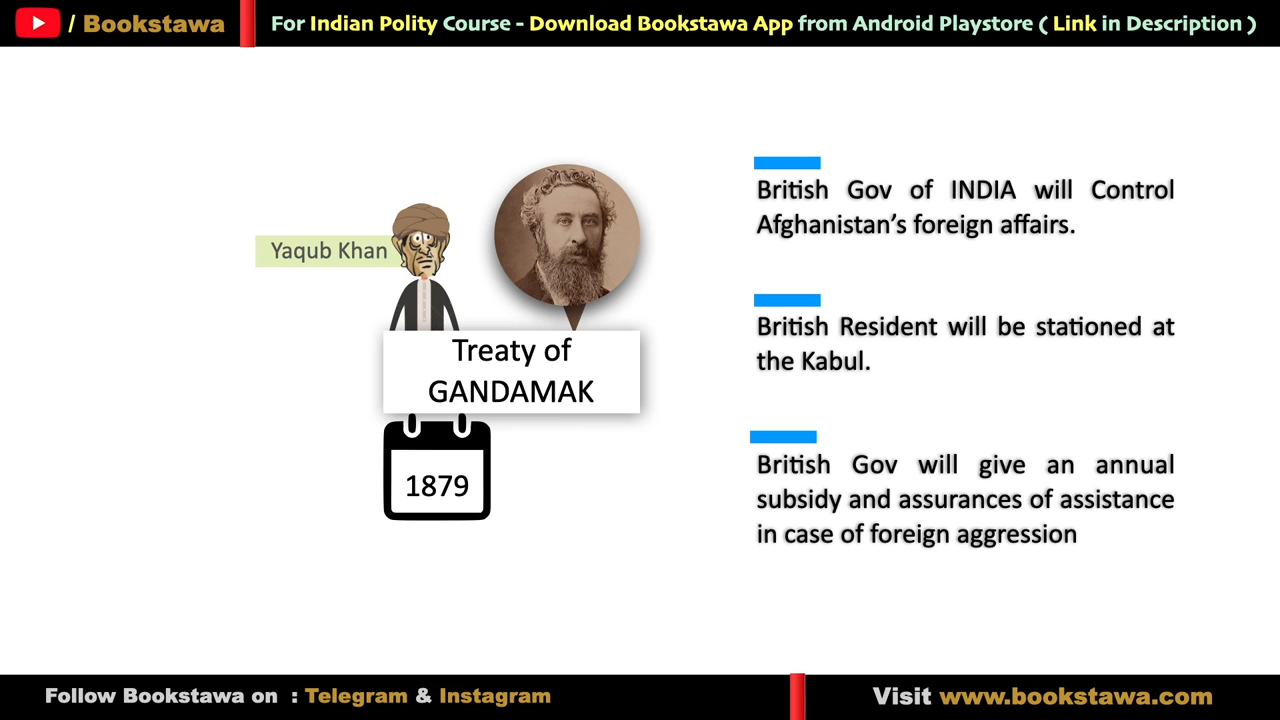 / Bookstawa
For Indian Polity Course - Download Bookstawa App from Android Playstore ( Link in Description )
Yaqub Khan
Treaty of
GANDAMAK
1879
British Gov of INDIA will Control
Afghanistan’s foreign affairs.
British Resident will be stationed at
the Kabul.
British Gov will give an annual
subsidy and assurances of assistance
in case of foreign aggression
Follow Bookstawa on : Telegram & Instagram
Visit www.bookstawa.com